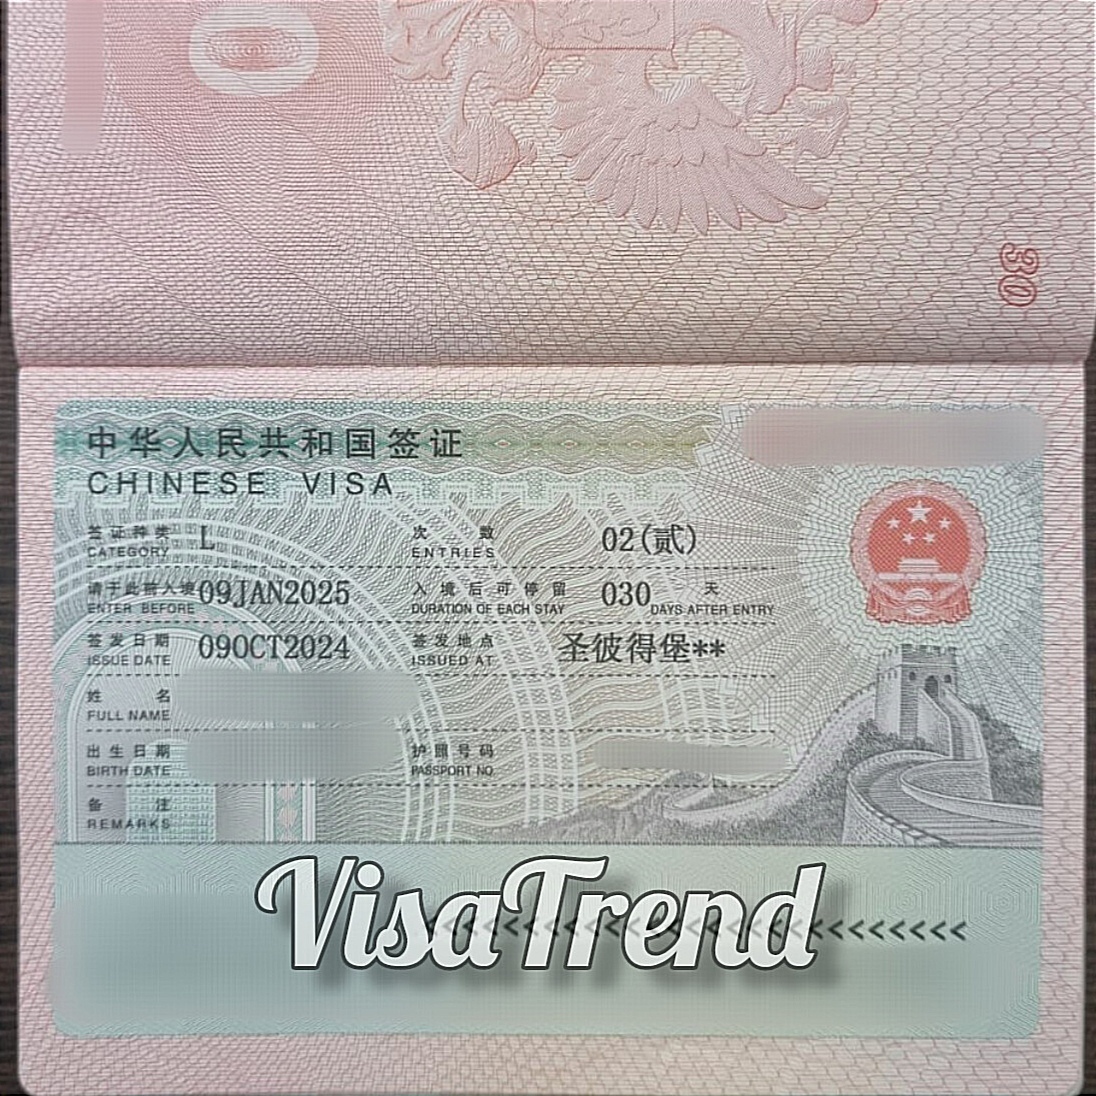 30
中华人民共和国签证
CHINESE VISA
签证种类 L 次数 02(贰)
CATEGORY ENTRIES
请于此前入境 09JAN2025 入境后可停留 030 天
ENTER BEFORE DURATION OF EACH STAY DAYS AFTER ENTRY
签发日期 09OCT2024 签发地点 圣彼得堡**
ISSUE DATE ISSUED AT
姓名
FULL NAME
出生日期 护照号码
BIRTH DATE PASSPORT NO
备注
REMARKS
VisaTrend